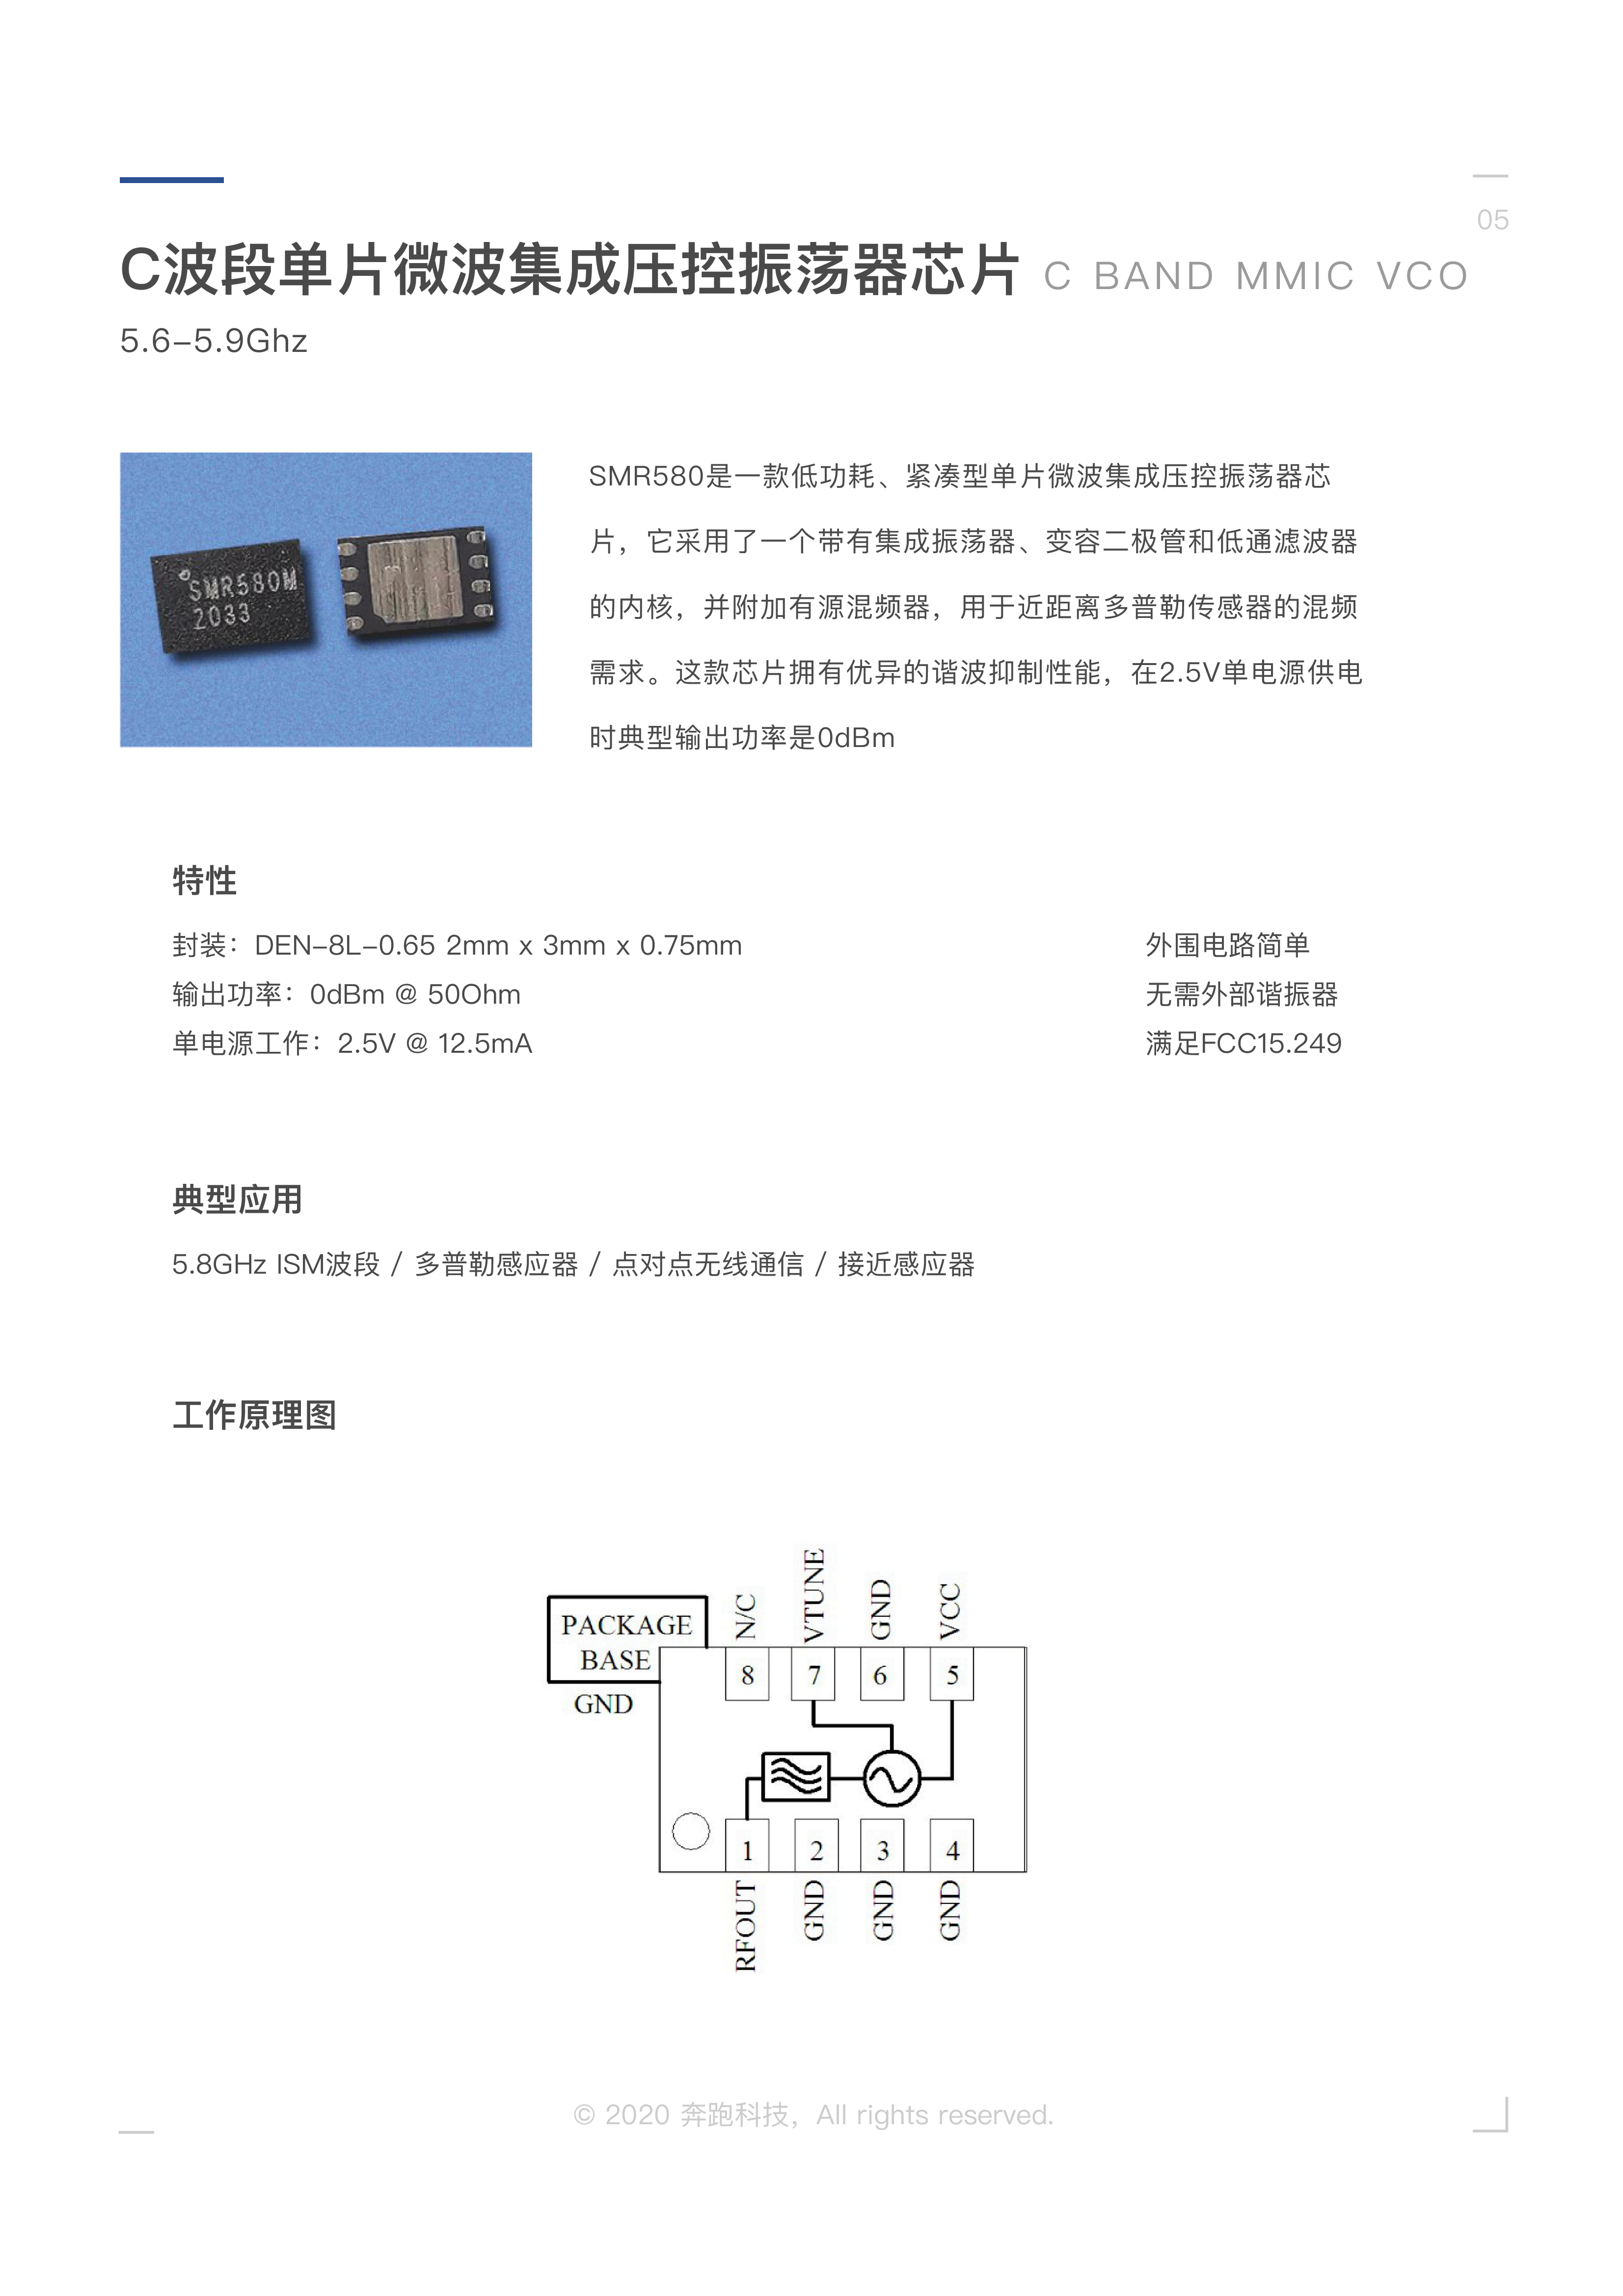 05
C波段单片微波集成压控振荡器芯片 C BAND MMIC VCO
5.6-5.9Ghz
SMR580M
2033
SMR580是一款低功耗、紧凑型单片微波集成压控振荡器芯
片，它采用了一个带有集成振荡器、变容二极管和低通滤波器
的内核，并附加有源混频器，用于近距离多普勒传感器的混频
需求。这款芯片拥有优异的谐波抑制性能，在2.5V单电源供电
时典型输出功率是0dBm
特性
封装：DEN-8L-0.65 2mm x 3mm x 0.75mm
输出功率：0dBm @ 50Ohm
单电源工作：2.5V @ 12.5mA
外围电路简单
无需外部谐振器
满足FCC15.249
典型应用
5.8GHz ISM波段 / 多普勒感应器 / 点对点无线通信 / 接近感应器
工作原理图
PACKAGE
BASE
GND
N/C
VTUNE
GND
VCC
8 7 6 5
1 2 3 4
RFOUT
GND
GND
GND
© 2020 奔跑科技，All rights reserved.